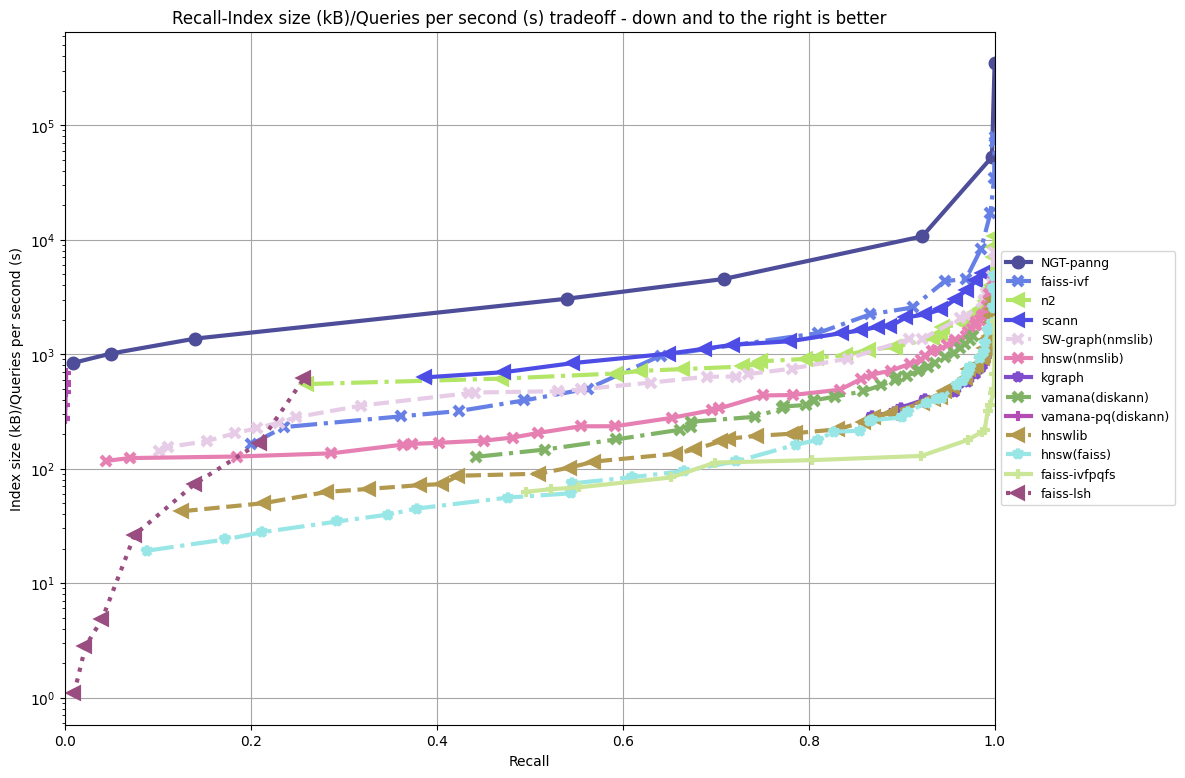 Recall-Index size (kB)/Queries per second (s) tradeoff - down and to the right is better
Index size (kB)/Queries per second (s)
10^5
10^4
10^3
10^2
10^1
10^0
0.0 0.2 0.4 0.6 0.8 1.0
Recall
NGT-panng
faiss-ivf
n2
scann
SW-graph(nmslib)
hnsw(nmslib)
kgraph
vamana(diskann)
vamana-pq(diskann)
hnswlib
hnsw(faiss)
faiss-ivfpqfs
faiss-lsh